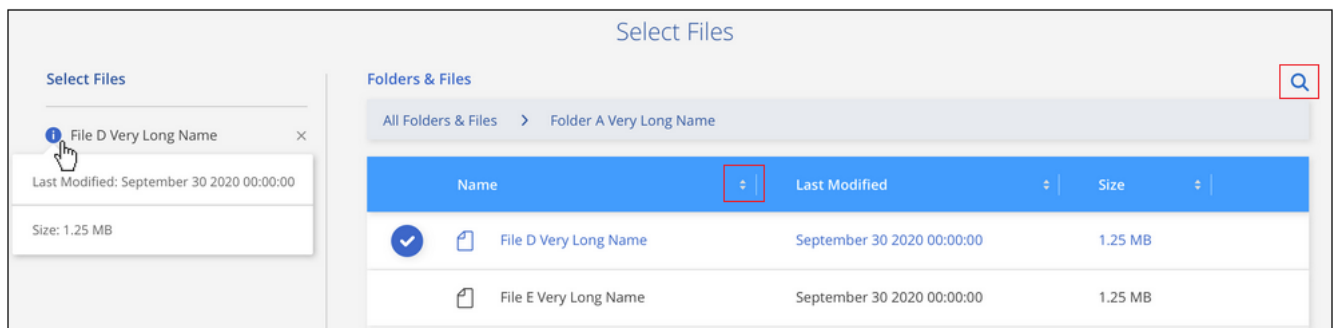 Select Files
Select Files
File D Very Long Name
Last Modified: September 30 2020 00:00:00
Size: 1.25 MB
Folders & Files
All Folders & Files > Folder A Very Long Name
Name Last Modified Size
File D Very Long Name September 30 2020 00:00:00 1.25 MB
File E Very Long Name September 30 2020 00:00:00 1.25 MB